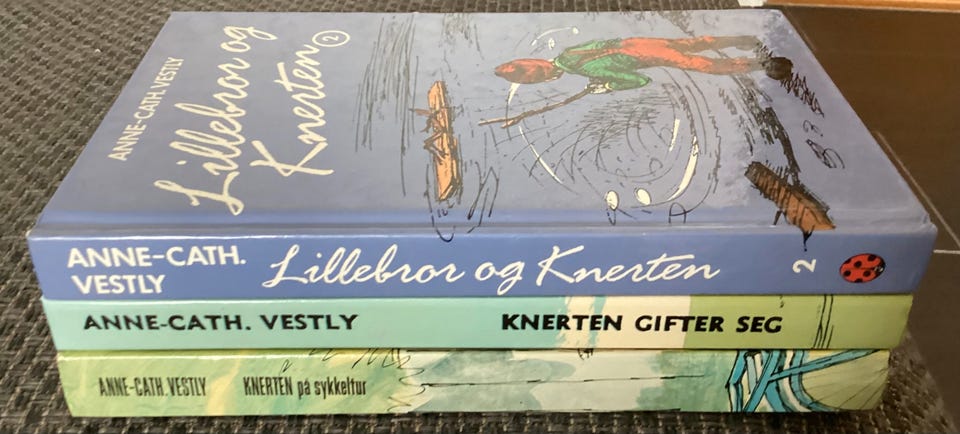 ANNE-CATH. VESTLY
Lillebror og
Knerten 2
ANNE-CATH.
VESTLY
Lillebror og Knerten
2
ANNE-CATH. VESTLY KNERTEN GIFTER SEG
ANNE-CATH. VESTLY KNERTEN på sykkeltur